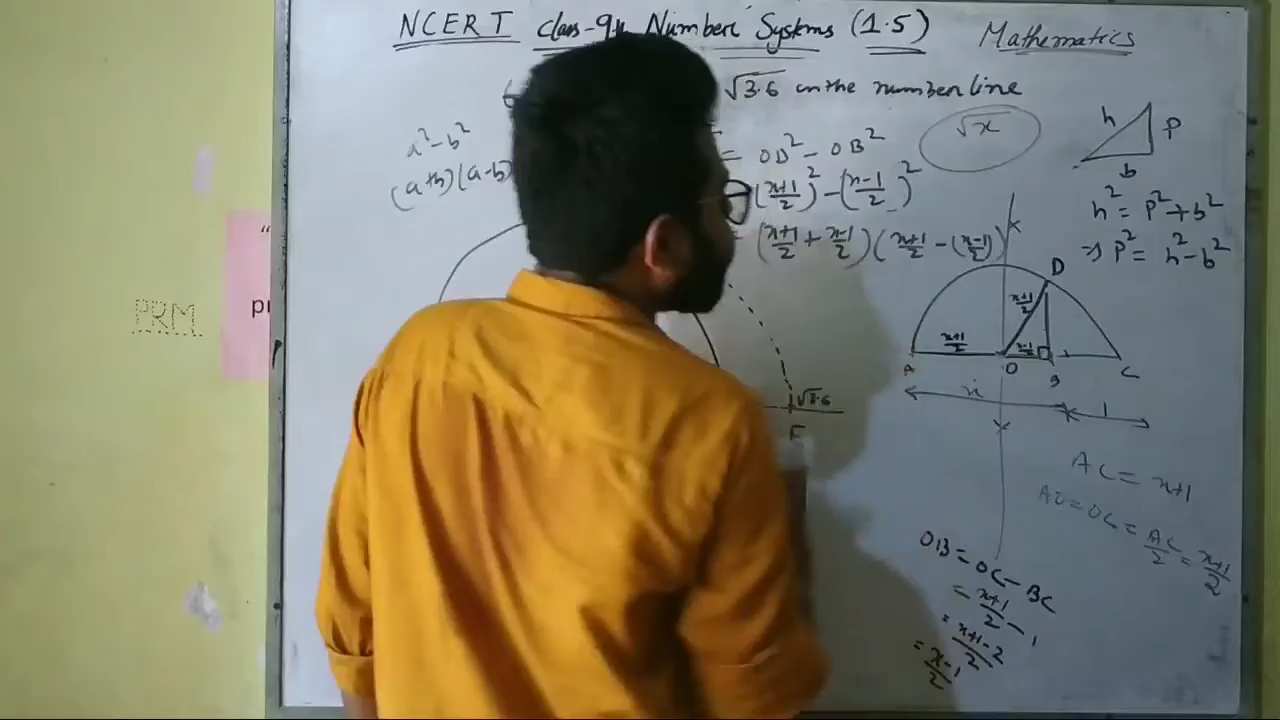 NCERT Class-9th Number Systems (1.5) Mathematics
√3.6 on the number line
a²-b²
(a+b)(a-b)
= OD² - OB²
(x+1/2)² - (x-1/2)²
= (x+1/2 + x-1/2)(x+1/2 - (x-1/2))
√x
h
P
b
h² = P²+b²
⇒ P² = h²-b²
D
x+1/2
x+1/2
x-1/2
A
O
B
C
x
1
√3.6
F
AC = x+1
AO = OC = AC/2 = x+1/2
OB = OC - BC
= x+1/2 - 1
= x+1-2/2
= x-1/2
PRM
“
p